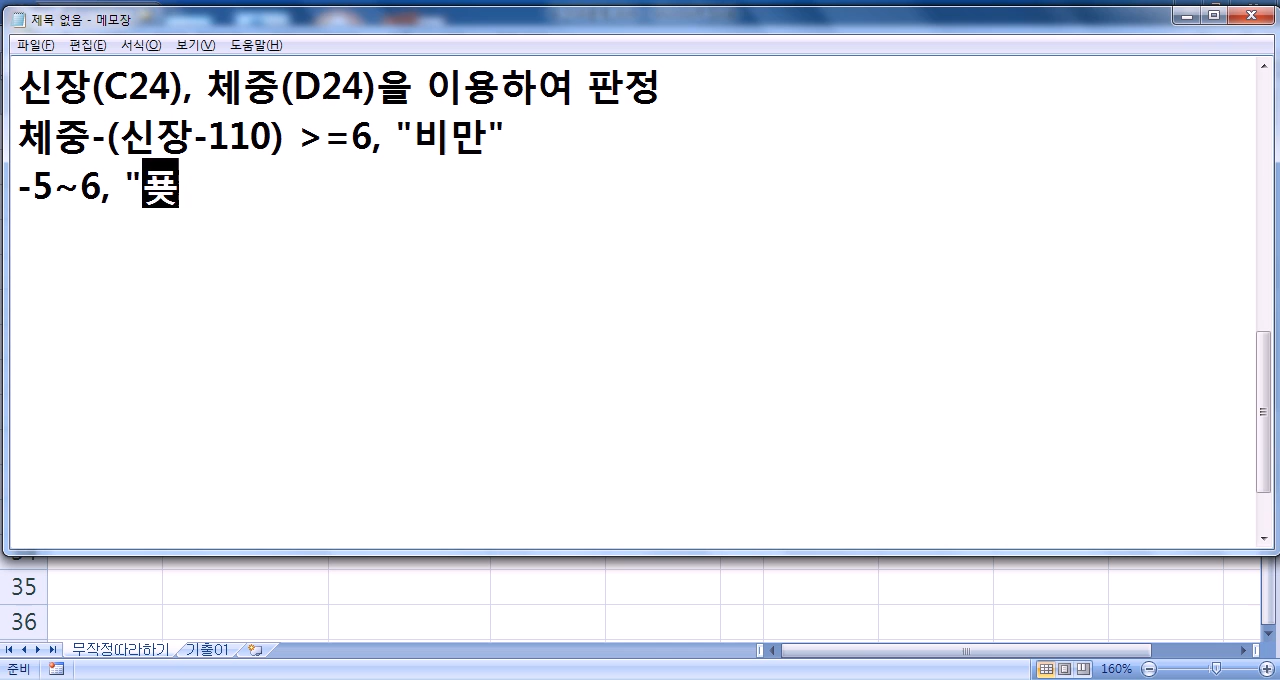 제목 없음 - 메모장
파일(F) 편집(E) 서식(O) 보기(V) 도움말(H)
신장(C24), 체중(D24)을 이용하여 판정
체중-(신장-110) >=6, "비만"
-5~6, "푯
35
36
무작정따라하기 기출01
준비 160%